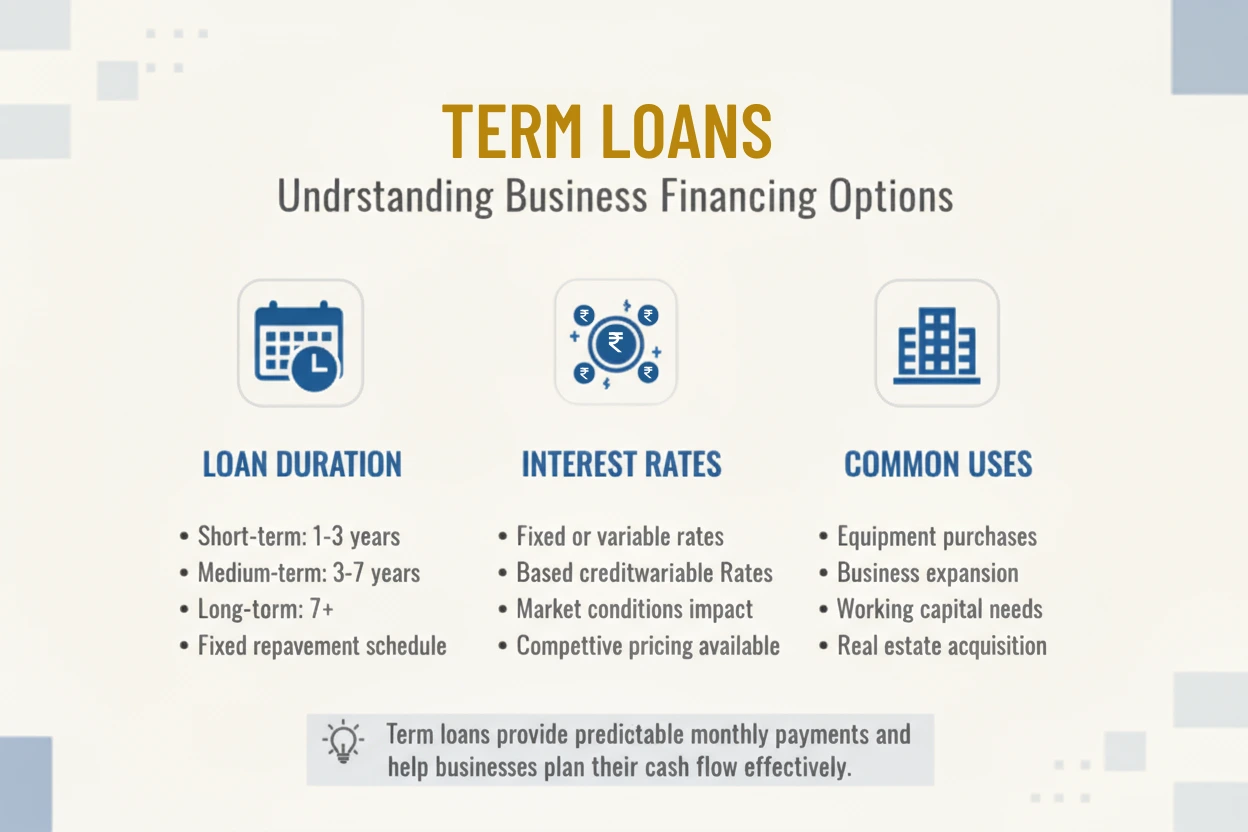 TERM LOANS
Undrstanding Business Financing Options
₹ ₹
₹
₹ ₹
LOAN DURATION
• Short-term: 1-3 years
• Medium-term: 3-7 years
• Long-torm: 7+
• Fixed repavement schedule
INTEREST RATES
• Fixed or variable rates
• Based creditwariable Rates
• Market conditions impact
• Compettive pricing available
COMMON USES
• Equipment purchases
• Business expansion
• Working capital needs
• Real estate acquisition
Term loans provide predictable monthly payments and
help businesses plan their cash flow effectively.